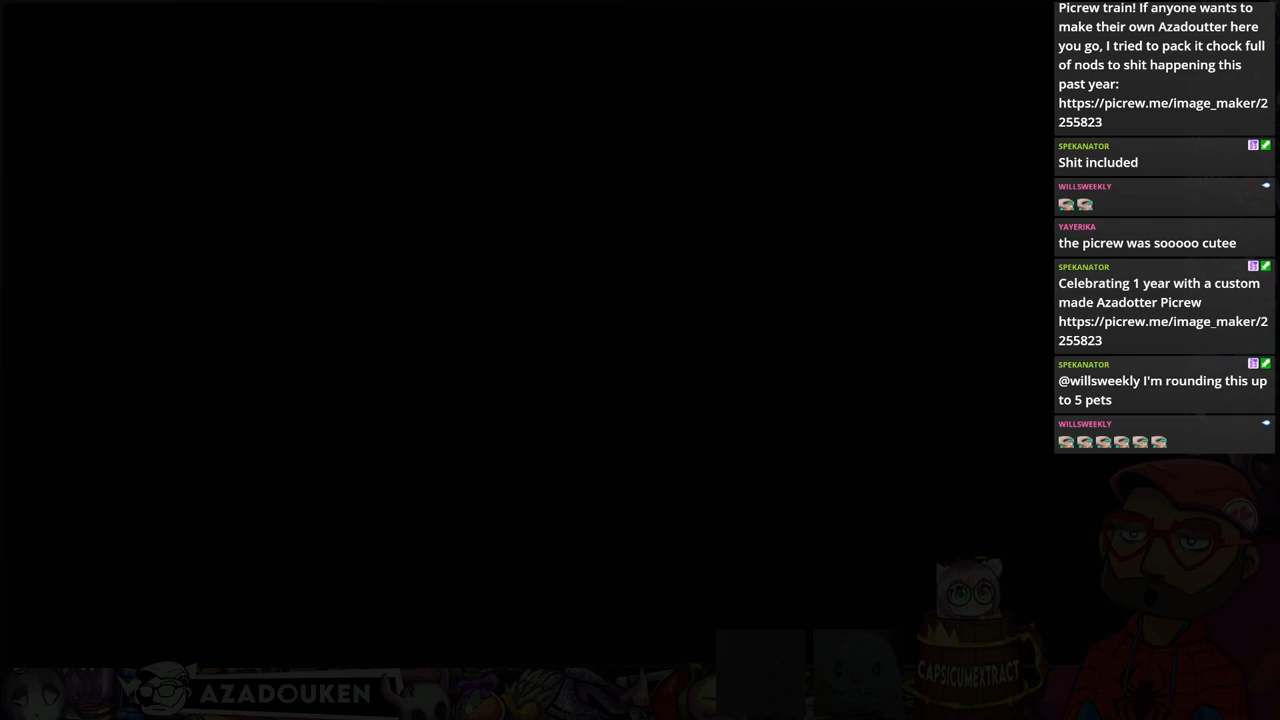 Picrew train! If anyone wants to
make their own Azadoutter here
you go, I tried to pack it chock full
of nods to shit happening this
past year:
https://picrew.me/image_maker/2
255823
SPEKANATOR
Shit included
WILLSWEEKLY
YAYERIKA
the picrew was sooooo cutee
SPEKANATOR
Celebrating 1 year with a custom
made Azadotter Picrew
https://picrew.me/image_maker/2
255823
SPEKANATOR
@willsweekly I'm rounding this up
to 5 pets
WILLSWEEKLY
CAPSICUMEXTRACT
AZADOUKEN